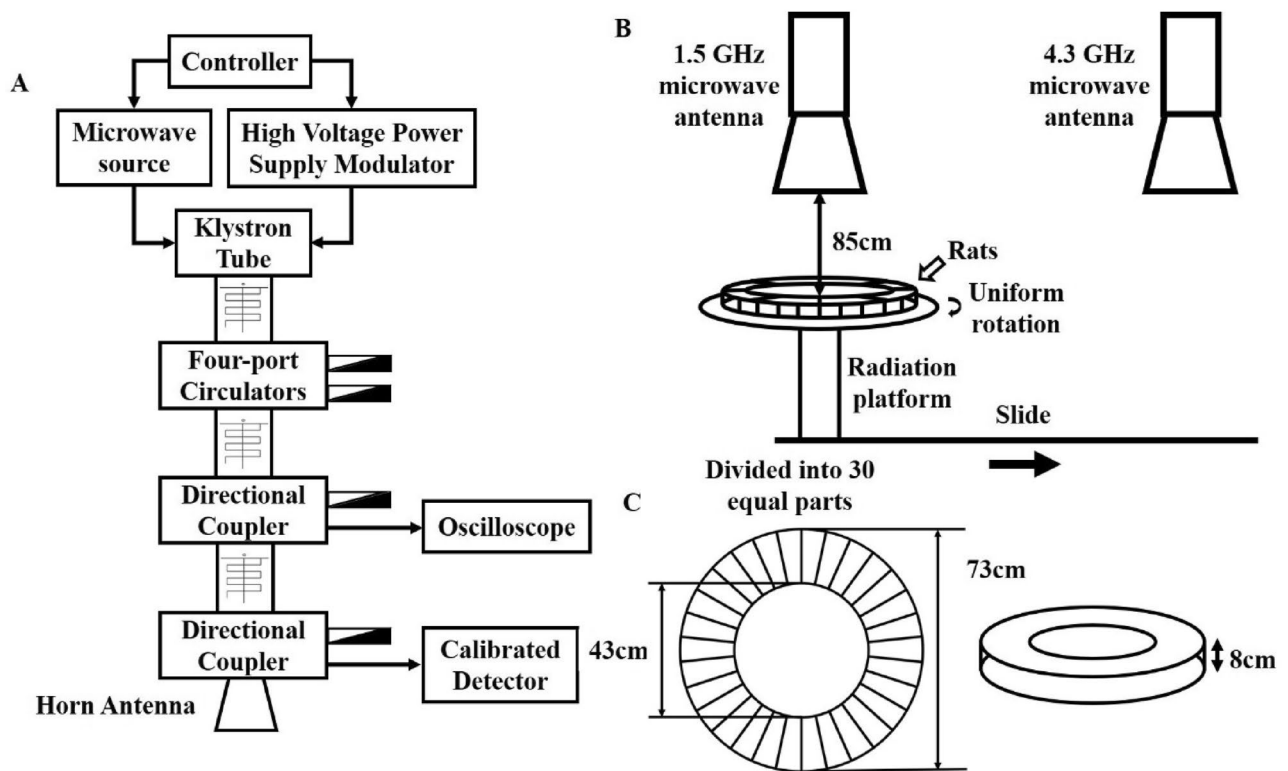 A
Controller
Microwave
source
High Voltage Power
Supply Modulator
Klystron
Tube
Four-port
Circulators
Directional
Coupler
Oscilloscope
Directional
Coupler
Calibrated
Detector
Horn Antenna
B
1.5 GHz
microwave
antenna
4.3 GHz
microwave
antenna
85cm
Rats
Uniform
rotation
Radiation
platform
Slide
C
Divided into 30
equal parts
43cm
73cm
8cm